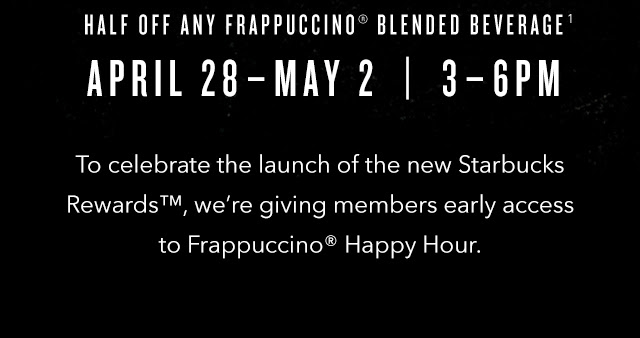 HALF OFF ANY FRAPPUCCINO® BLENDED BEVERAGE¹
APRIL 28–MAY 2 | 3–6PM
To celebrate the launch of the new Starbucks
Rewards™, we’re giving members early access
to Frappuccino® Happy Hour.